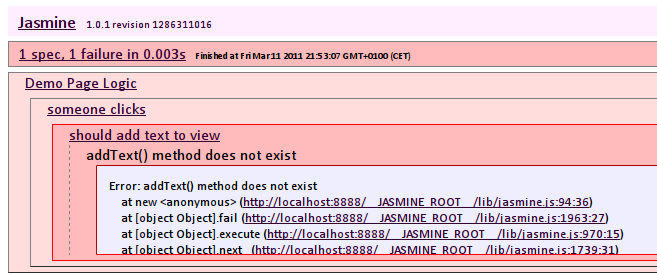 Jasmine 1.0.1 revision 1286311016
1 spec, 1 failure in 0.003s Finished at Fri Mar 11 2011 21:53:07 GMT+0100 (CET)
Demo Page Logic
someone clicks
should add text to view
addText() method does not exist
Error: addText() method does not exist
at new <anonymous> (http://localhost:8888/__JASMINE_ROOT__/lib/jasmine.js:94:36)
at [object Object].fail (http://localhost:8888/__JASMINE_ROOT__/lib/jasmine.js:1963:27)
at [object Object].execute (http://localhost:8888/__JASMINE_ROOT__/lib/jasmine.js:970:15)
at [object Object].next_ (http://localhost:8888/__JASMINE_ROOT__/lib/jasmine.js:1739:31)